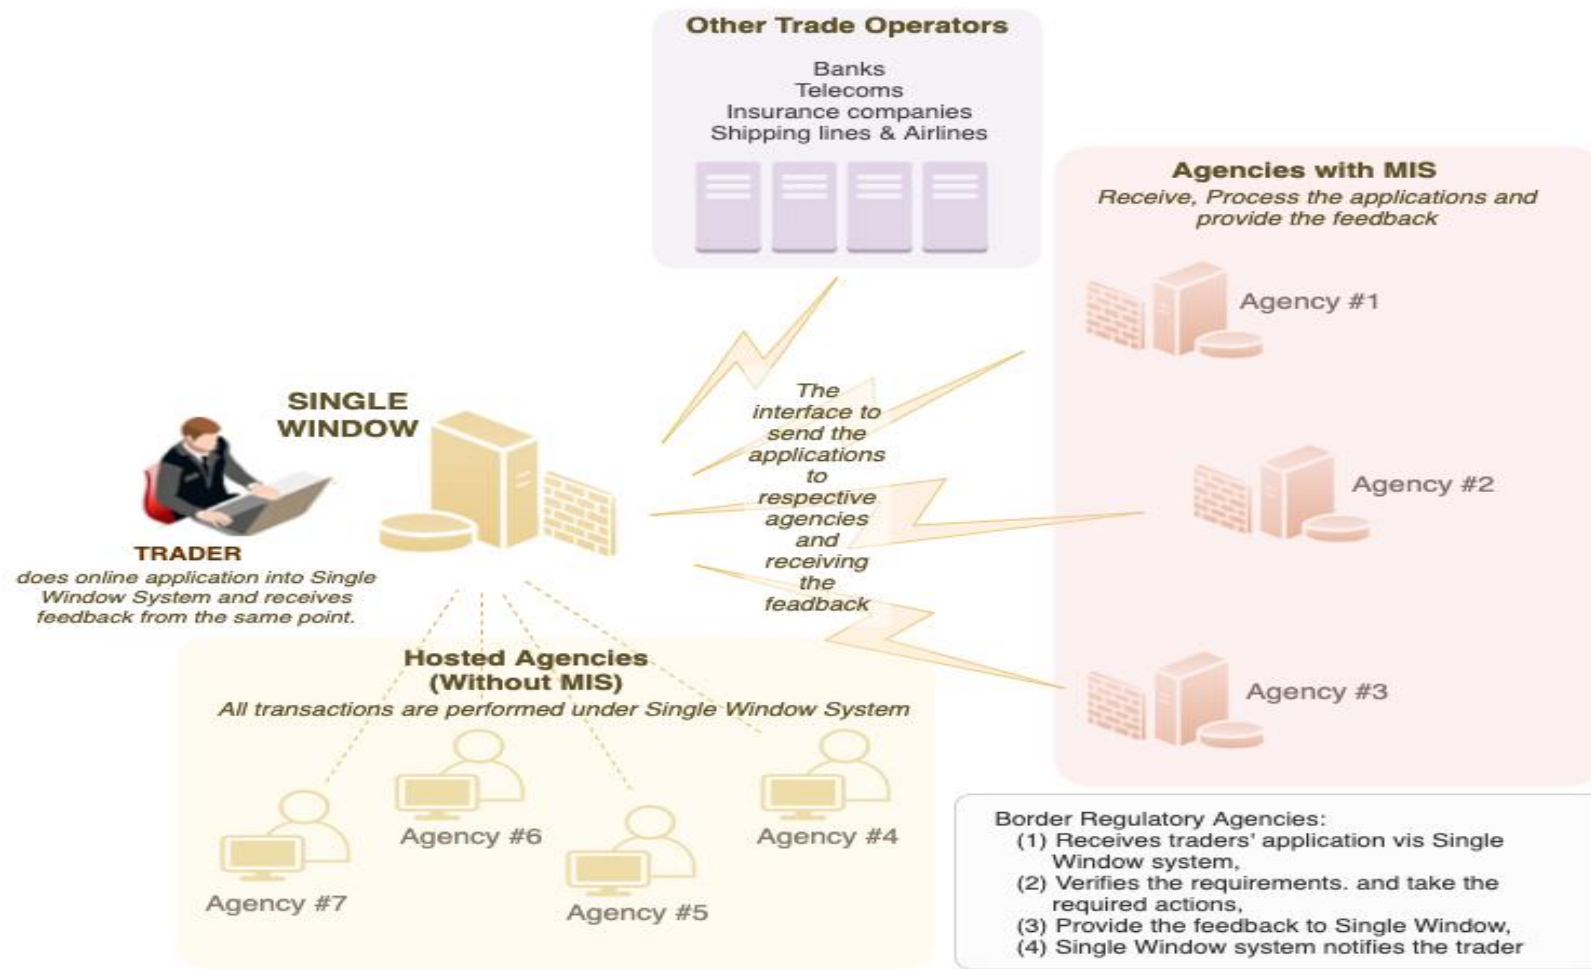 Other Trade Operators
Banks
Telecoms
Insurance companies
Shipping lines & Airlines
Agencies with MIS
Receive, Process the applications and
provide the feedback
Agency #1
Agency #2
Agency #3
SINGLE
WINDOW
The
interface to
send the
applications
to
respective
agencies
and
receiving
the
feadback
TRADER
does online application into Single
Window System and receives
feedback from the same point.
Hosted Agencies
(Without MIS)
All transactions are performed under Single Window System
Agency #6
Agency #4
Agency #7
Agency #5
Border Regulatory Agencies:
(1) Receives traders' application vis Single
Window system,
(2) Verifies the requirements. and take the
required actions,
(3) Provide the feedback to Single Window,
(4) Single Window system notifies the trader